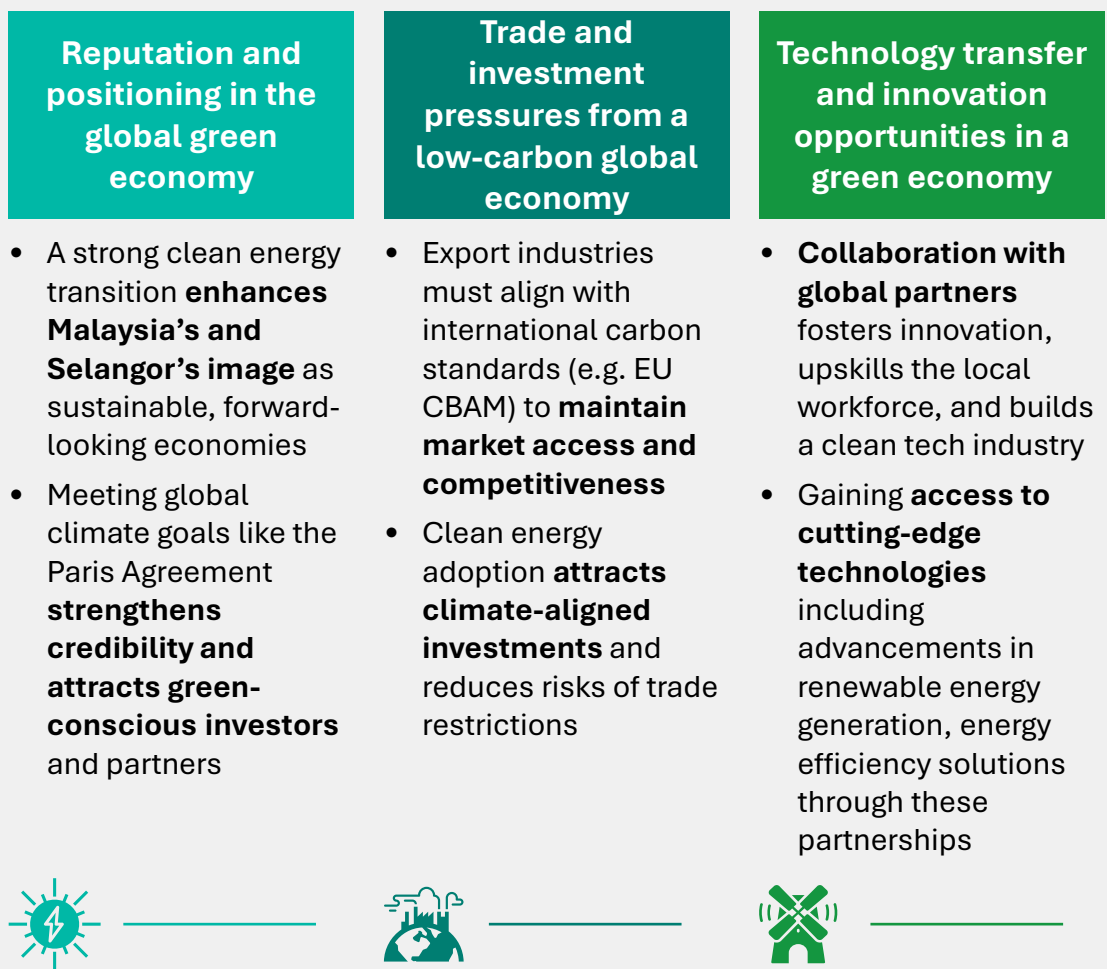 Reputation and
positioning in the
global green
economy
• A strong clean energy
transition enhances
Malaysia’s and
Selangor’s image as
sustainable, forward-
looking economies
• Meeting global
climate goals like the
Paris Agreement
strengthens
credibility and
attracts green-
conscious investors
and partners
Trade and
investment
pressures from a
low-carbon global
economy
• Export industries
must align with
international carbon
standards (e.g. EU
CBAM) to maintain
market access and
competitiveness
• Clean energy
adoption attracts
climate-aligned
investments and
reduces risks of trade
restrictions
Technology transfer
and innovation
opportunities in a
green economy
• Collaboration with
global partners
fosters innovation,
upskills the local
workforce, and builds
a clean tech industry
• Gaining access to
cutting-edge
technologies
including
advancements in
renewable energy
generation, energy
efficiency solutions
through these
partnerships